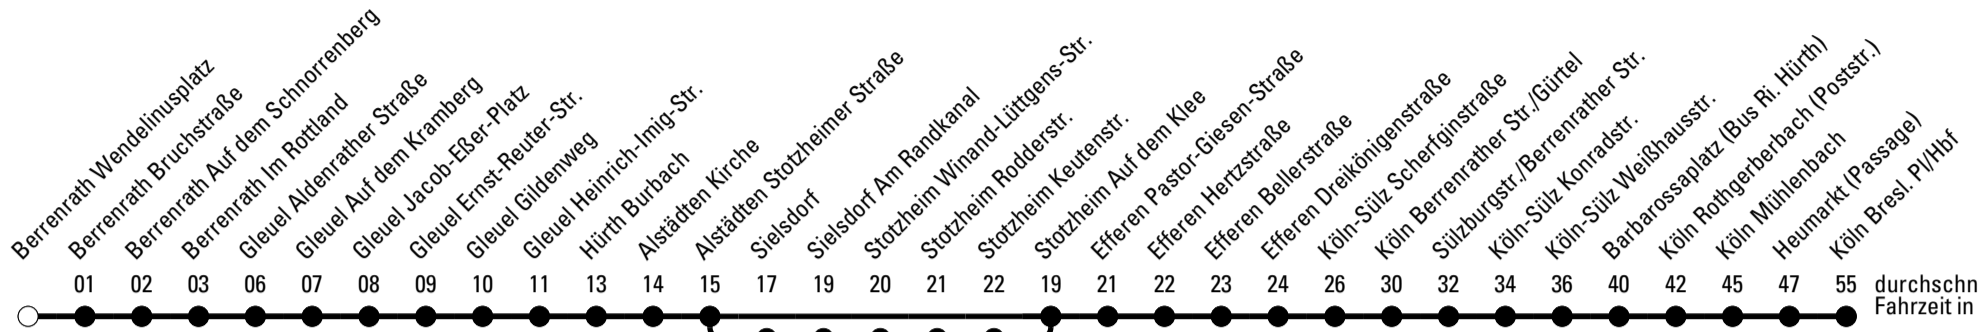 Berrenrath Wendelinusplatz
Berrenrath Bruchstraße
Berrenrath Auf dem Schnorrenberg
Berrenrath Im Rottland
Gleuel Aldenrather Straße
Gleuel Auf dem Kramberg
Gleuel Jacob-Eßer-Platz
Gleuel Ernst-Reuter-Str.
Gleuel Gildenweg
Gleuel Heinrich-Imig-Str.
Hürth Burbach
Alstädten Kirche
Alstädten Stotzheimer Straße
Sielsdorf
Sielsdorf Am Randkanal
Stotzheim Winand-Lüttgens-Str.
Stotzheim Rodderstr.
Stotzheim Keutenstr.
Stotzheim Auf dem Klee
Efferen Pastor-Giesen-Straße
Efferen Hertzstraße
Efferen Bellerstraße
Efferen Dreikönigenstraße
Köln-Sülz Scherfginstraße
Köln Berrenrather Str./Gürtel
Sülzburgstr./Berrenrather Str.
Köln-Sülz Konradstr.
Köln-Sülz Weißhausstr.
Barbarossaplatz (Bus Ri. Hürth)
Köln Rothgerberbach (Poststr.)
Köln Mühlenbach
Heumarkt (Passage)
Köln Bresl. Pl/Hbf
01 02 03 06 07 08 09 10 11 13 14 15 17 19 20 21 22 19 21 22 23 24 26 30 32 34 36 40 42 45 47 55 durchschn
Fahrzeit in